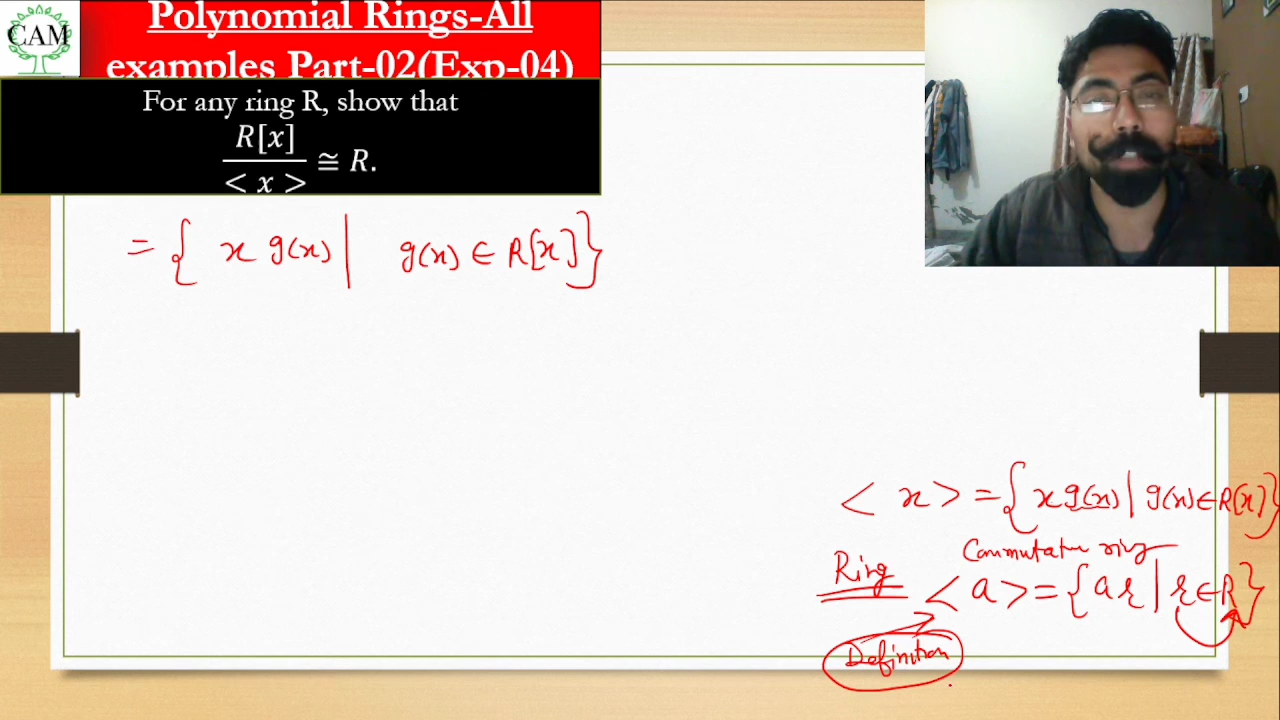 CAM
Polynomial Rings-All
examples Part-02(Exp-04)
For any ring R, show that
R[x]
/ < x > ≅ R.
= { x g(x) | g(x) ∈ R[x] }
< x > = { x g(x) | g(x) ∈ R[x] }
Commutative ring
Ring < a > = { a r | r ∈ R }
Definition